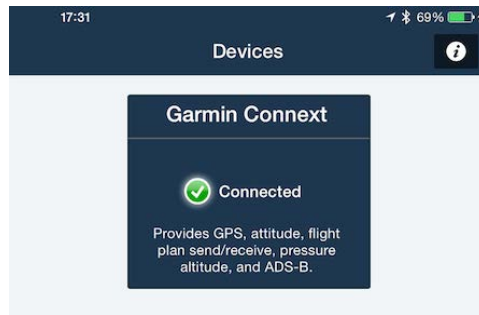 17:31
69%
Devices
Garmin Connext
Connected
Provides GPS, attitude, flight
plan send/receive, pressure
altitude, and ADS-B.